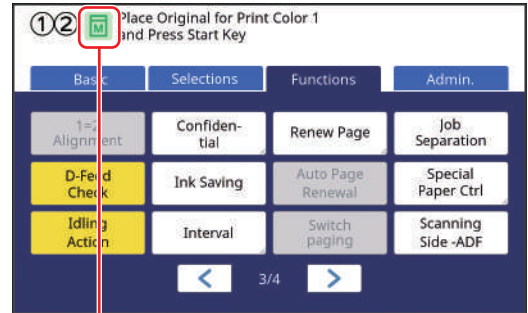 ①② M Place Original for Print Color 1
and Press Start Key
Basic Selections Functions Admin.
1=2
Alignment
Confiden-
tial
Renew Page
Job
Separation
D-Feed
Check
Ink Saving
Auto Page
Renewal
Special
Paper Ctrl
Idling
Action
Interval
Switch
paging
Scanning
Side -ADF
< 3/4 >